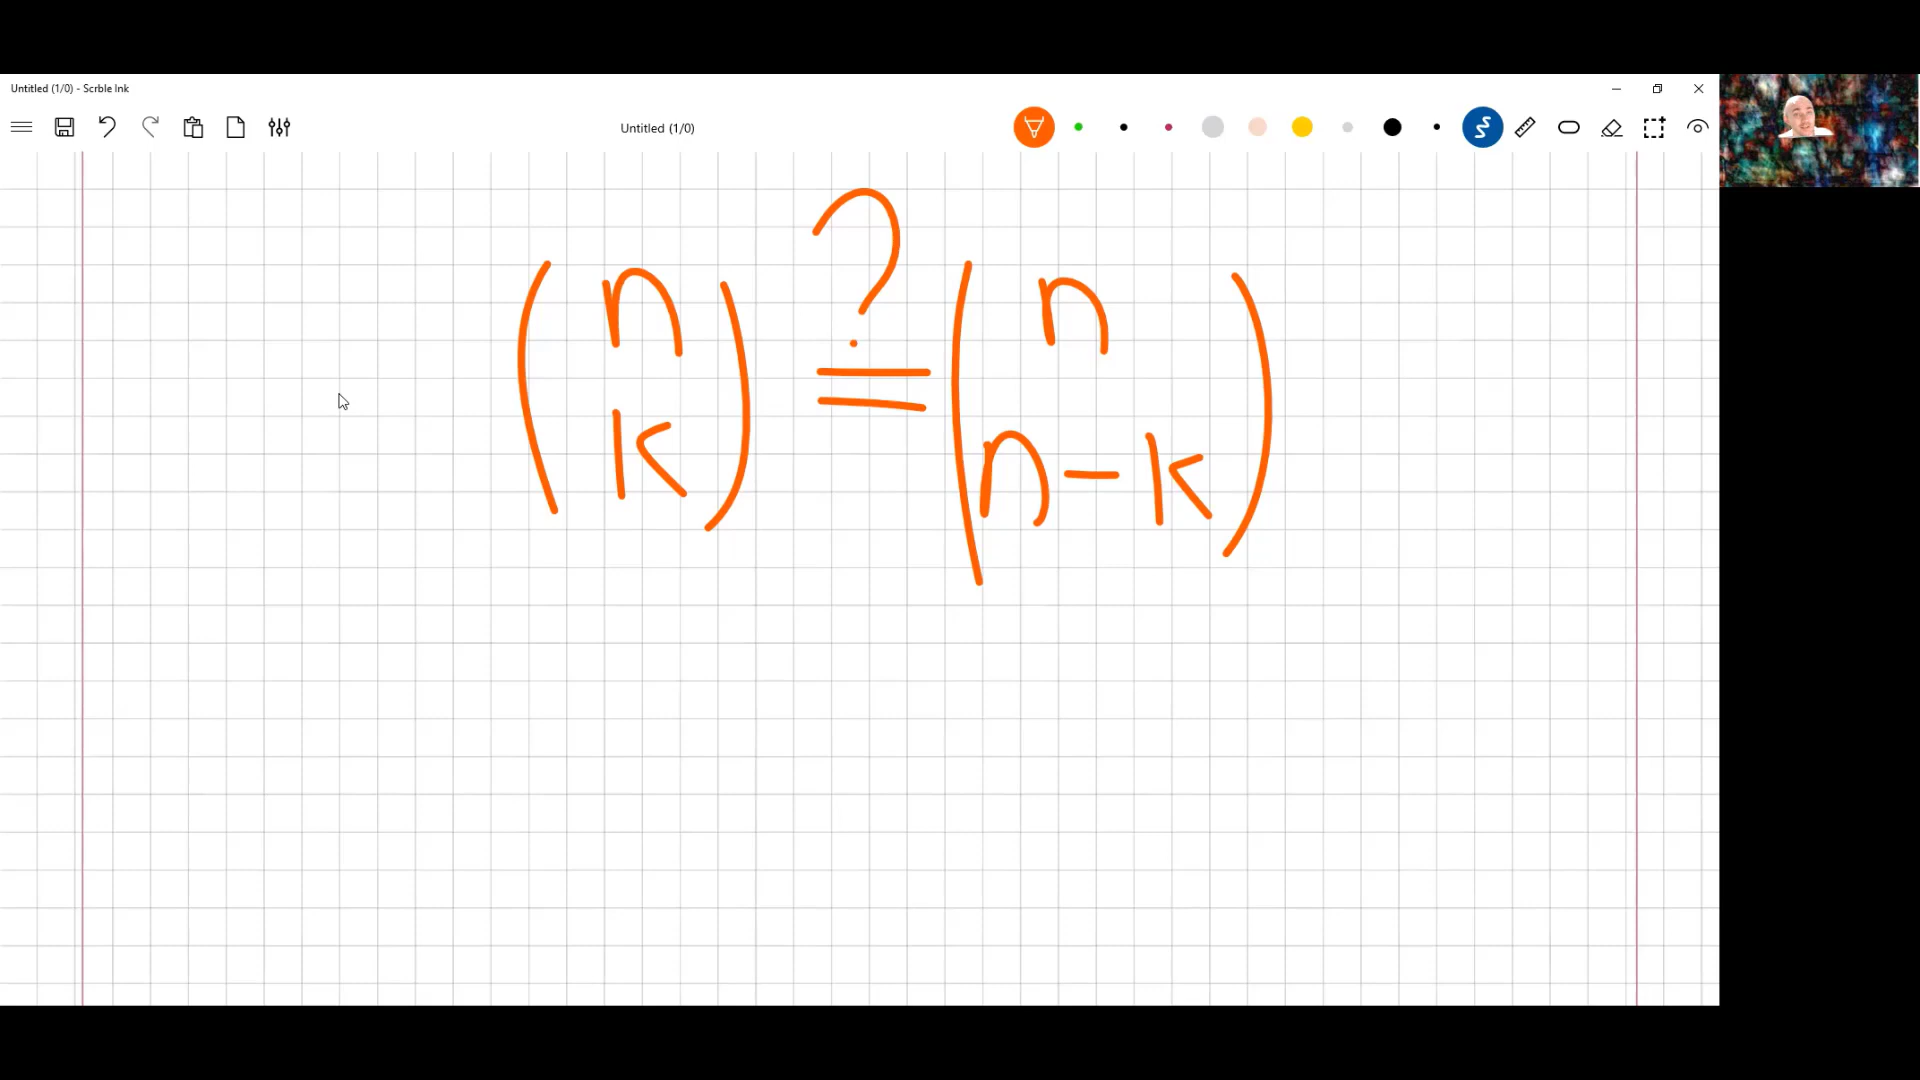 Untitled (1/0) - Scrble Ink
Untitled (1/0)
(n k) ?= (n n-k)